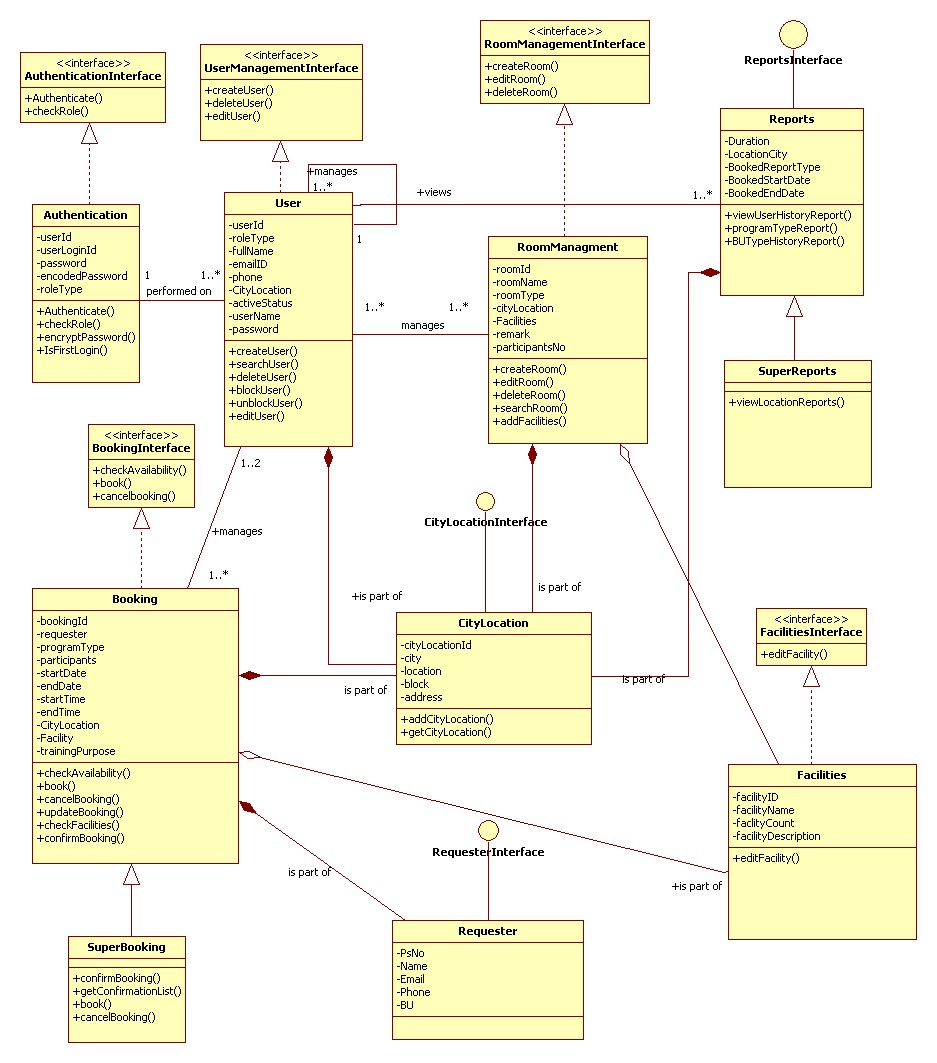 <<interface>>
AuthenticationInterface
+Authenticate()
+checkRole()
<<interface>>
UserManagementInterface
+createUser()
+deleteUser()
+editUser()
<<interface>>
RoomManagementInterface
+createRoom()
+editRoom()
+deleteRoom()
ReportsInterface
Reports
-Duration
-LocationCity
-BookedReportType
-BookedStartDate
-BookedEndDate
+viewUserHistoryReport()
+programTypeReport()
+BUTypeHistoryReport()
+manages
1..*
1
+views
1..*
Authentication
-userId
-userLoginId
-password
-encodedPassword
-roleType
+Authenticate()
+checkRole()
+encryptPassword()
+IsFirstLogin()
1
1..*
performed on
User
-userId
-roleType
-fullName
-emailID
-phone
-CityLocation
-activeStatus
-userName
-password
+createUser()
+searchUser()
+deleteUser()
+blockUser()
+unblockUser()
+editUser()
1..*
1..*
manages
RoomManagment
-roomId
-roomName
-roomType
-cityLocation
-Facilities
-remark
-participantsNo
+createRoom()
+editRoom()
+deleteRoom()
+searchRoom()
+addFacilities()
SuperReports
+viewLocationReports()
<<interface>>
BookingInterface
+checkAvailability()
+book()
+cancelbooking()
1..2
+manages
1..*
CityLocationInterface
+is part of
is part of
is part of
is part of
CityLocation
-cityLocationId
-city
-location
-block
-address
+addCityLocation()
+getCityLocation()
<<interface>>
FacilitiesInterface
+editFacility()
Booking
-bookingId
-requester
-programType
-participants
-startDate
-endDate
-startTime
-endTime
-CityLocation
-Facility
-trainingPurpose
+checkAvailability()
+book()
+cancelBooking()
+updateBooking()
+checkFacilities()
+confirmBooking()
Facilities
-facilityID
-facilityName
-faclityCount
-facilityDescription
+editFacility()
+is part of
RequesterInterface
is part of
Requester
-PsNo
-Name
-Email
-Phone
-BU
SuperBooking
+confirmBooking()
+getConfirmationList()
+book()
+cancelBooking()